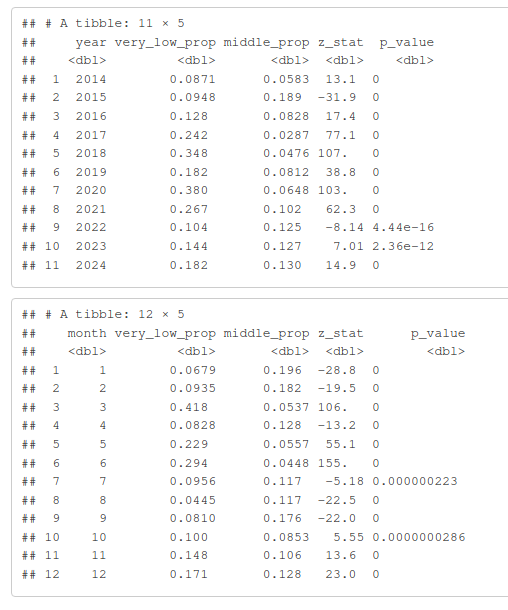 ## # A tibble: 11 × 5
##     year very_low_prop middle_prop z_stat  p_value
##    <dbl>         <dbl>       <dbl>  <dbl>    <dbl>
##  1  2014        0.0871      0.0583  13.1  0
##  2  2015        0.0948      0.189  -31.9  0
##  3  2016        0.128       0.0828  17.4  0
##  4  2017        0.242       0.0287  77.1  0
##  5  2018        0.348       0.0476 107.   0
##  6  2019        0.182       0.0812  38.8  0
##  7  2020        0.380       0.0648 103.   0
##  8  2021        0.267       0.102   62.3  0
##  9  2022        0.104       0.125   -8.14 4.44e-16
## 10  2023        0.144       0.127    7.01 2.36e-12
## 11  2024        0.182       0.130   14.9  0
## # A tibble: 12 × 5
##    month very_low_prop middle_prop z_stat     p_value
##    <dbl>         <dbl>       <dbl>  <dbl>       <dbl>
##  1     1        0.0679      0.196  -28.8  0
##  2     2        0.0935      0.182  -19.5  0
##  3     3        0.418       0.0537 106.   0
##  4     4        0.0828      0.128  -13.2  0
##  5     5        0.229       0.0557  55.1  0
##  6     6        0.294       0.0448 155.   0
##  7     7        0.0956      0.117   -5.18 0.000000223
##  8     8        0.0445      0.117  -22.5  0
##  9     9        0.0810      0.176  -22.0  0
## 10    10        0.100       0.0853   5.55 0.0000000286
## 11    11        0.148       0.106   13.6  0
## 12    12        0.171       0.128   23.0  0